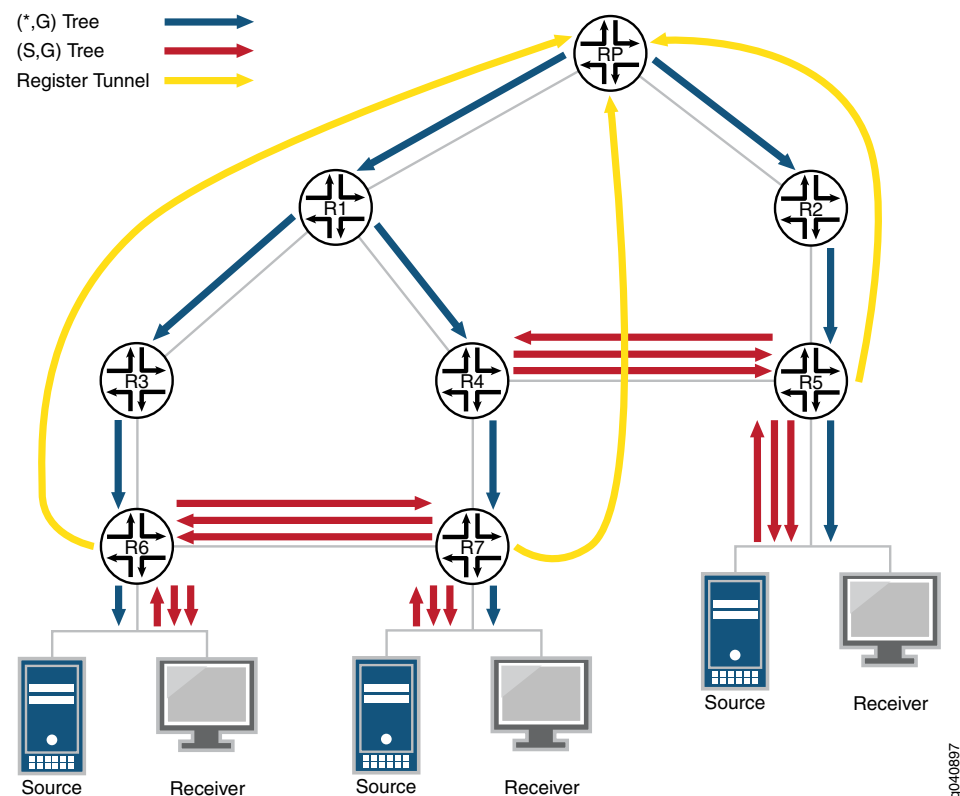 (*,G) Tree
(S,G) Tree
Register Tunnel
RP
R1
R2
R3
R4
R5
R6
R7
Source
Receiver
Source
Receiver
Source
Receiver
g040897